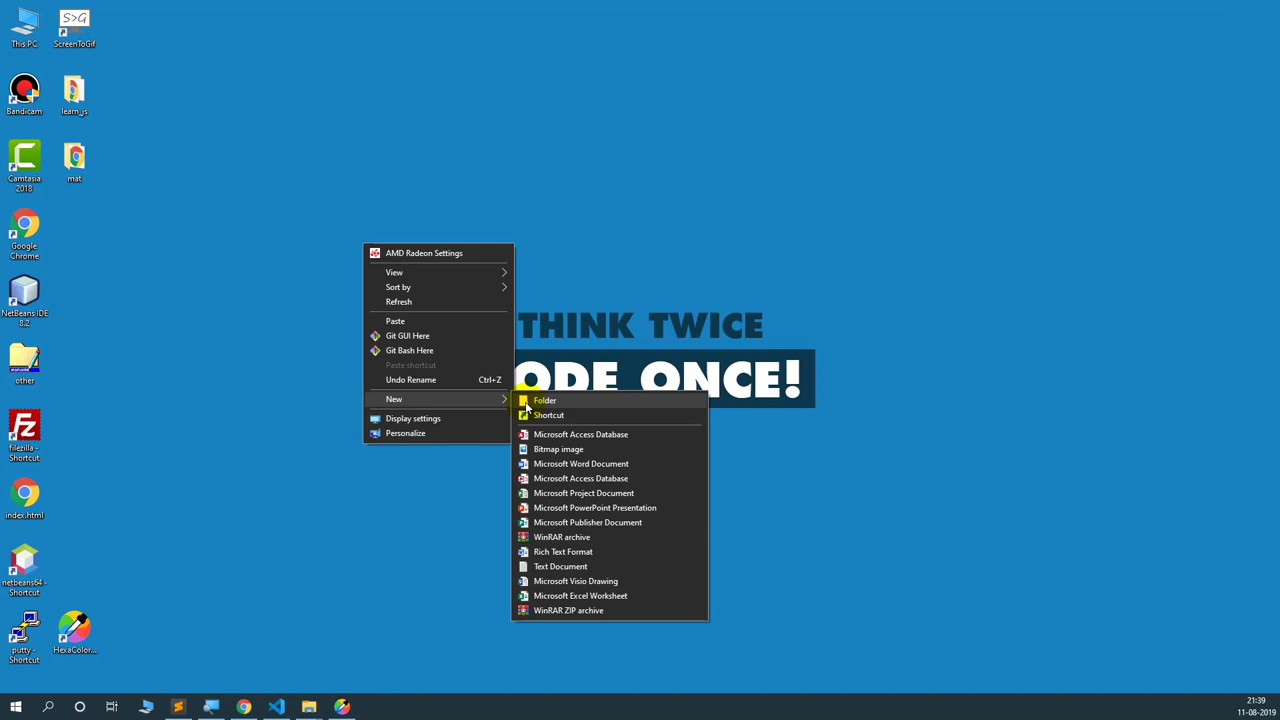 This PC
S>G
ScreenToGif
Bandicam
learn_js
Camtasia
2018
mat
Google
Chrome
NetBeans IDE
8.2
other
filezilla -
Shortcut
index.html
netbeans64 -
Shortcut
putty -
Shortcut
HexaColor...
AMD Radeon Settings
View
Sort by
Refresh
Paste
Git GUI Here
Git Bash Here
Paste shortcut
Undo Rename Ctrl+Z
New
Display settings
Personalize
THINK TWICE
ODE ONCE!
Folder
Shortcut
Microsoft Access Database
Bitmap image
Microsoft Word Document
Microsoft Access Database
Microsoft Project Document
Microsoft PowerPoint Presentation
Microsoft Publisher Document
WinRAR archive
Rich Text Format
Text Document
Microsoft Visio Drawing
Microsoft Excel Worksheet
WinRAR ZIP archive
21:39
11-08-2019